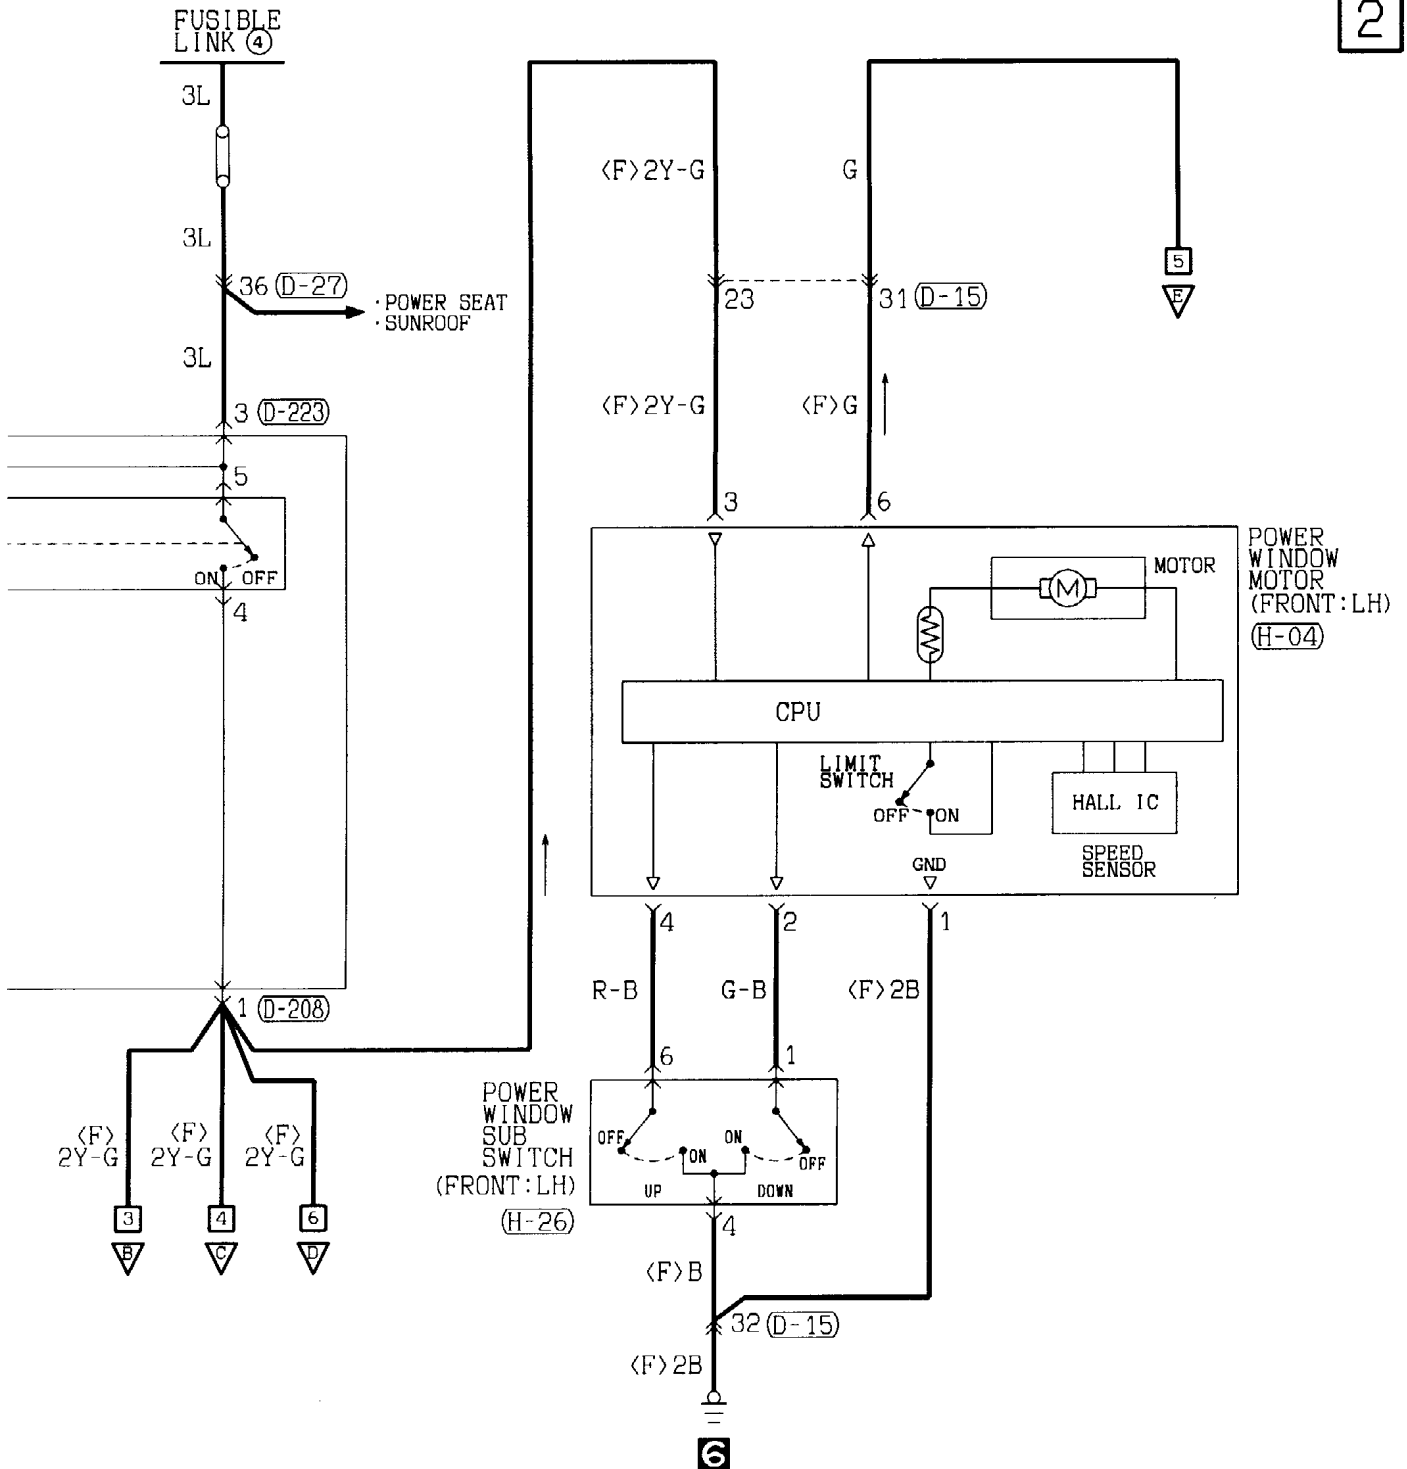 2
FUSIBLE
LINK ④
3L
3L
36 (D-27)
·POWER SEAT
·SUNROOF
3L
3 (D-223)
5
ON OFF
4
1 (D-208)
<F>
2Y-G
<F>
2Y-G
<F>
2Y-G
3
4
6
B
C
D
<F>2Y-G
G
23
31 (D-15)
5
E
<F>2Y-G
<F>G
3
6
POWER
WINDOW
MOTOR
(FRONT:LH)
(H-04)
MOTOR
M
CPU
LIMIT
SWITCH
OFF
ON
HALL IC
SPEED
SENSOR
GND
4
2
1
R-B
G-B
<F>2B
6
1
POWER
WINDOW
SUB
SWITCH
(FRONT:LH)
(H-26)
OFF
ON
ON
OFF
UP
DOWN
4
<F>B
32 (D-15)
<F>2B
6